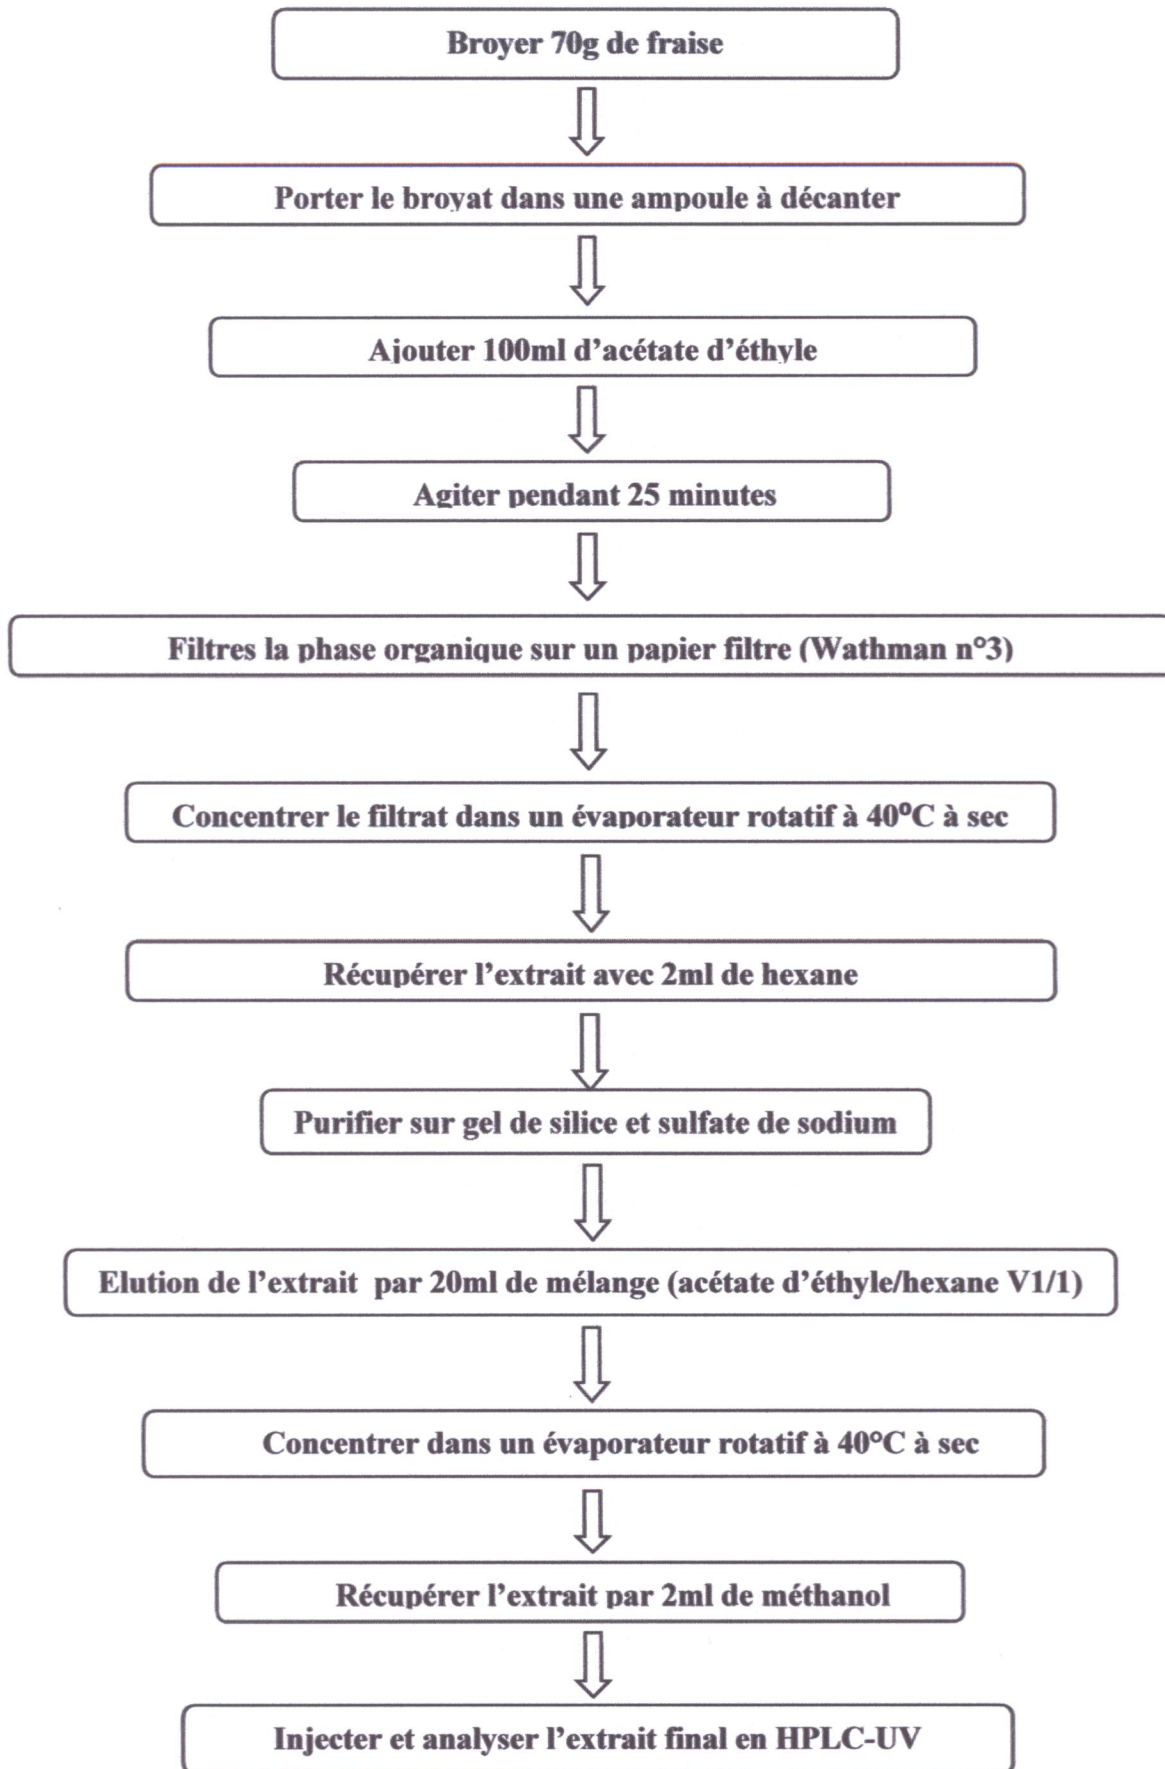 Broyer 70g de fraise
Porter le broyat dans une ampoule à décanter
Ajouter 100ml d’acétate d’éthyle
Agiter pendant 25 minutes
Filtres la phase organique sur un papier filtre (Wathman n°3)
Concentrer le filtrat dans un évaporateur rotatif à 40⁰C à sec
Récupérer l’extrait avec 2ml de hexane
Purifier sur gel de silice et sulfate de sodium
Elution de l’extrait par 20ml de mélange (acétate d’éthyle/hexane V1/1)
Concentrer dans un évaporateur rotatif à 40°C à sec
Récupérer l’extrait par 2ml de méthanol
Injecter et analyser l’extrait final en HPLC-UV